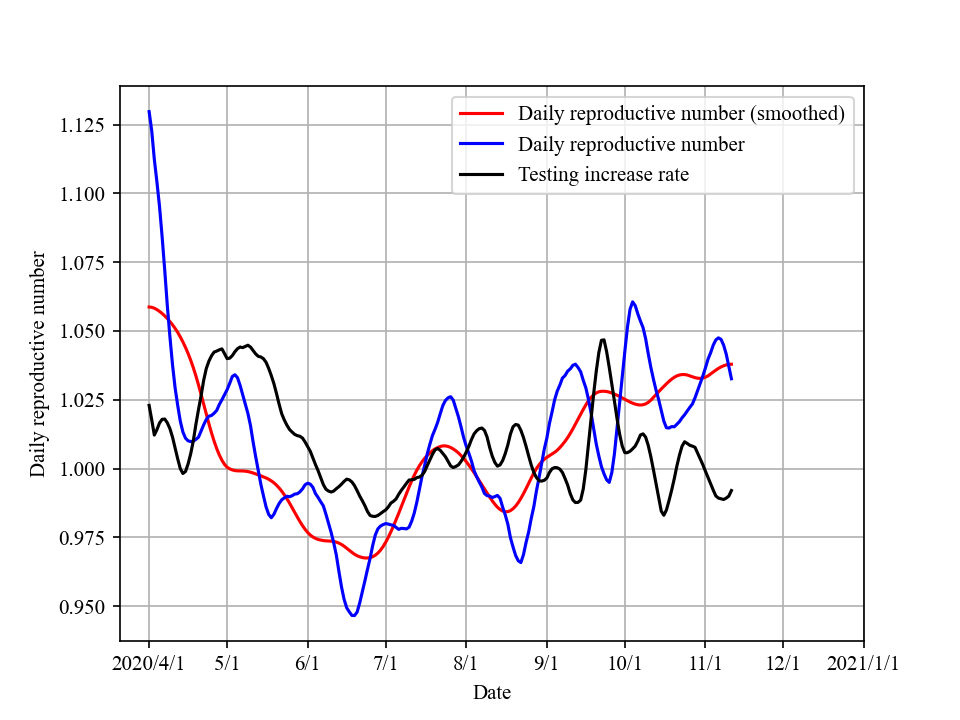 Daily reproductive number (smoothed)
Daily reproductive number
Testing increase rate
Daily reproductive number
1.125
1.100
1.075
1.050
1.025
1.000
0.975
0.950
2020/4/1 5/1 6/1 7/1 8/1 9/1 10/1 11/1 12/1 2021/1/1
Date